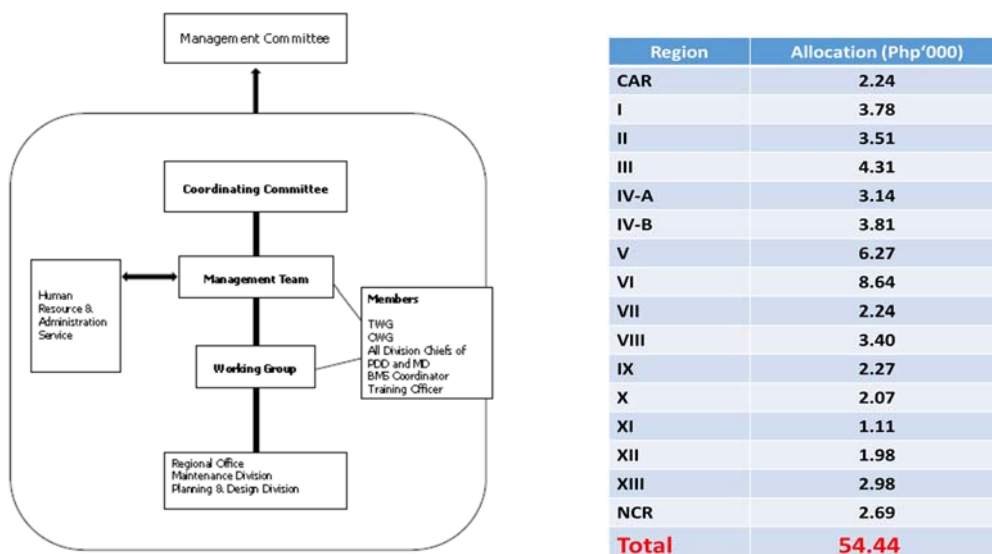 Management Committee
Coordinating Committee
Management Team
Human
Resource &
Administration
Service
Members
TWG
CWG
All Division Chiefs of
PDD and MD
BMS Coordinator
Training Officer
Working Group
Regional Office
Maintenance Division
Planning & Design Division
Region Allocation (Php'000)
CAR 2.24
I 3.78
II 3.51
III 4.31
IV-A 3.14
IV-B 3.81
V 6.27
VI 8.64
VII 2.24
VIII 3.40
IX 2.27
X 2.07
XI 1.11
XII 1.98
XIII 2.98
NCR 2.69
Total 54.44